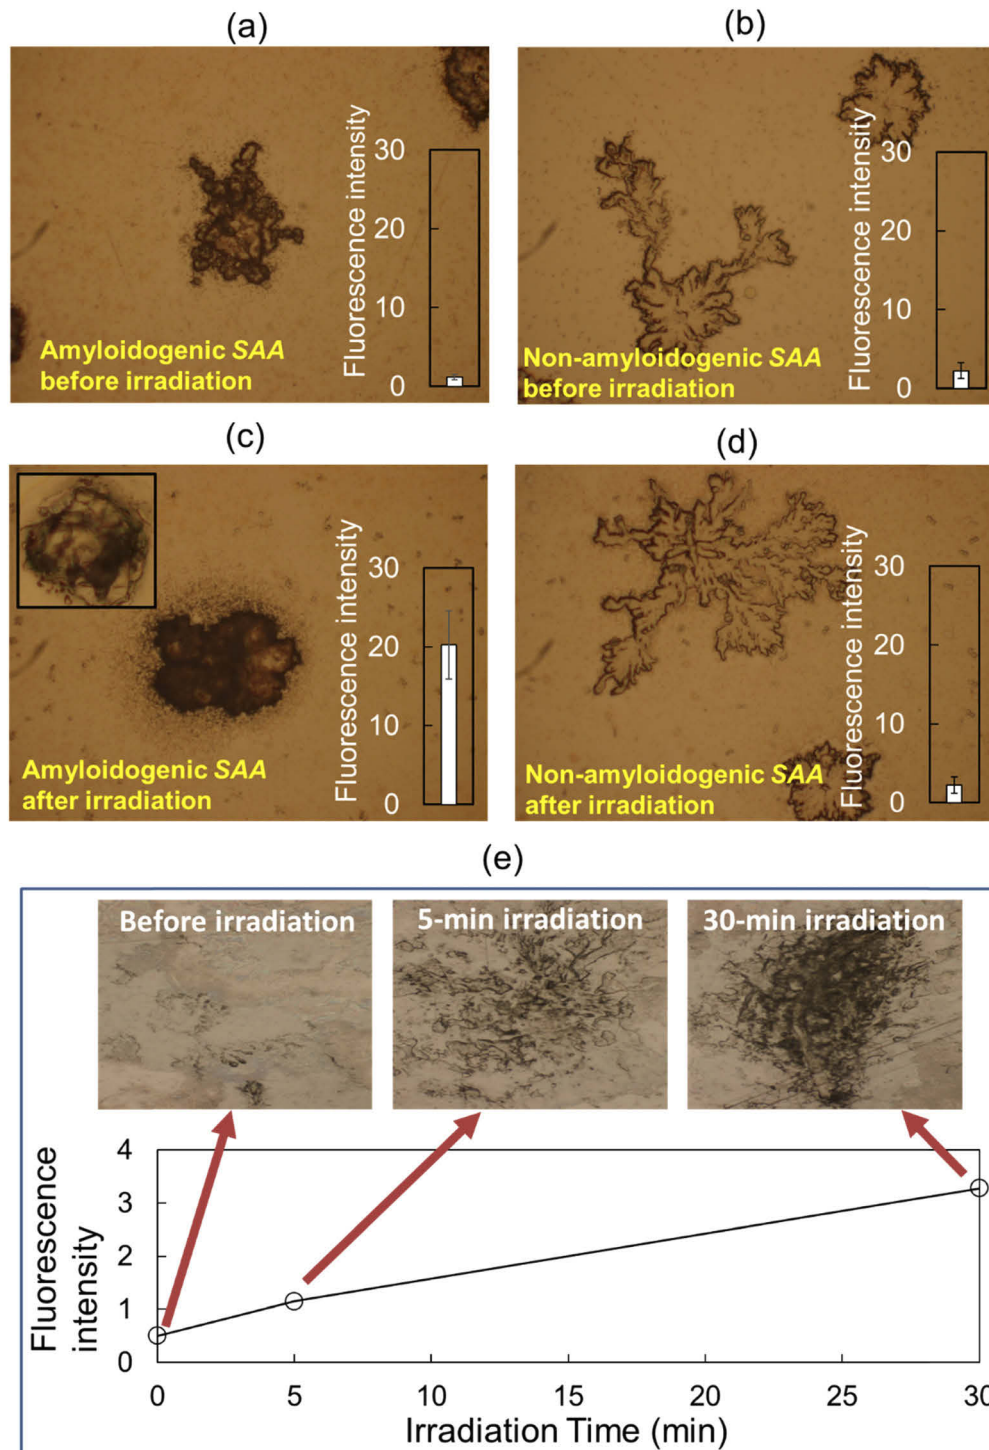 (a)
Fluorescence intensity
30
20
10
0
Amyloidogenic SAA
before irradiation
(b)
Fluorescence intensity
30
20
10
0
Non-amyloidogenic SAA
before irradiation
(c)
Fluorescence intensity
30
20
10
0
Amyloidogenic SAA
after irradiation
(d)
Fluorescence intensity
30
20
10
0
Non-amyloidogenic SAA
after irradiation
(e)
Before irradiation
5-min irradiation
30-min irradiation
Fluorescence
intensity
4
3
2
1
0
0 5 10 15 20 25 30
Irradiation Time (min)